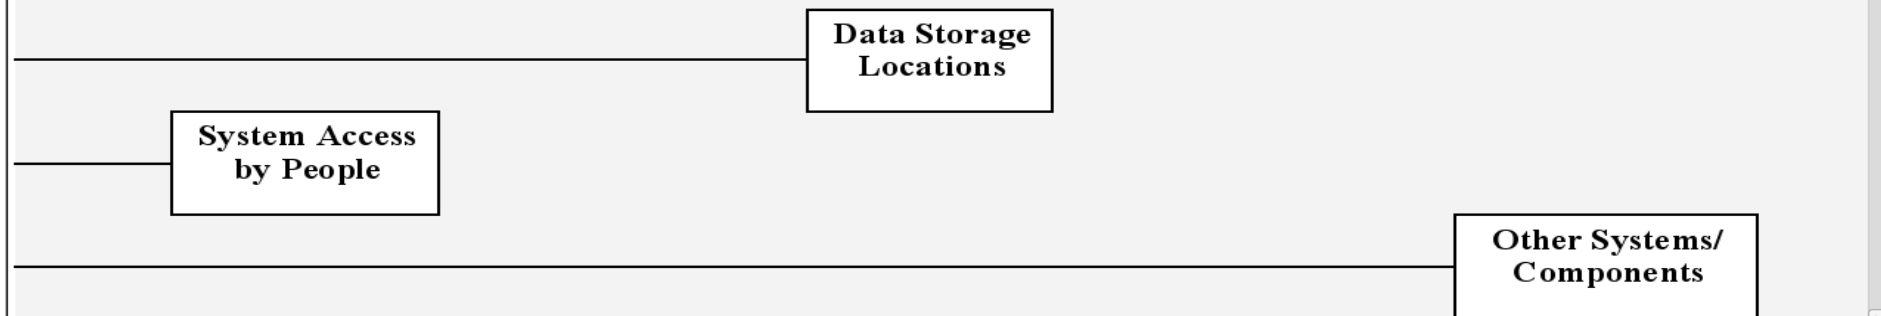 Data Storage
Locations
System Access
by People
Other Systems/
Components